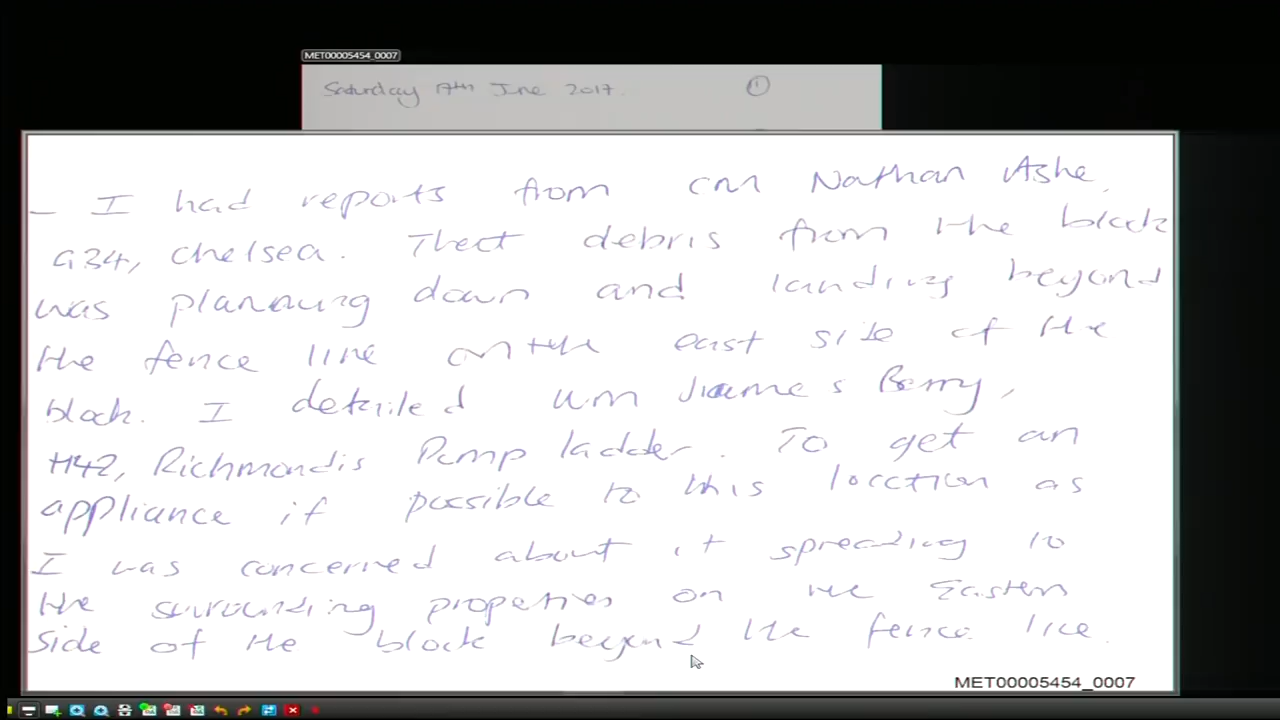 MET00005454_0007
Saturday 17th June 2017. 1
- I had reports from CM Nathan Ashe,
G34, Chelsea. That debris from the block
was planning down and landing beyond
the fence line on the east side of the
block. I detailed WM James Berry,
H42, Richmonds Pump ladder. To get an
appliance if possible to this location as
I was concerned about it spreading to
the surrounding properties on the Eastern
side of the block beyond the fence line.
MET00005454_0007